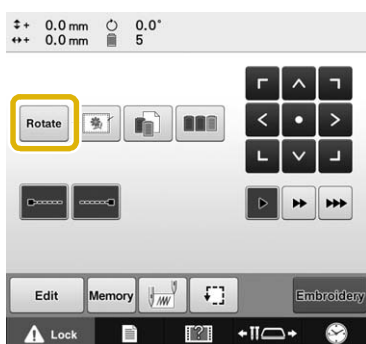 + 0.0 mm 0.0°
+ 0.0 mm 5
Rotate
Edit Memory Embroidery
Lock